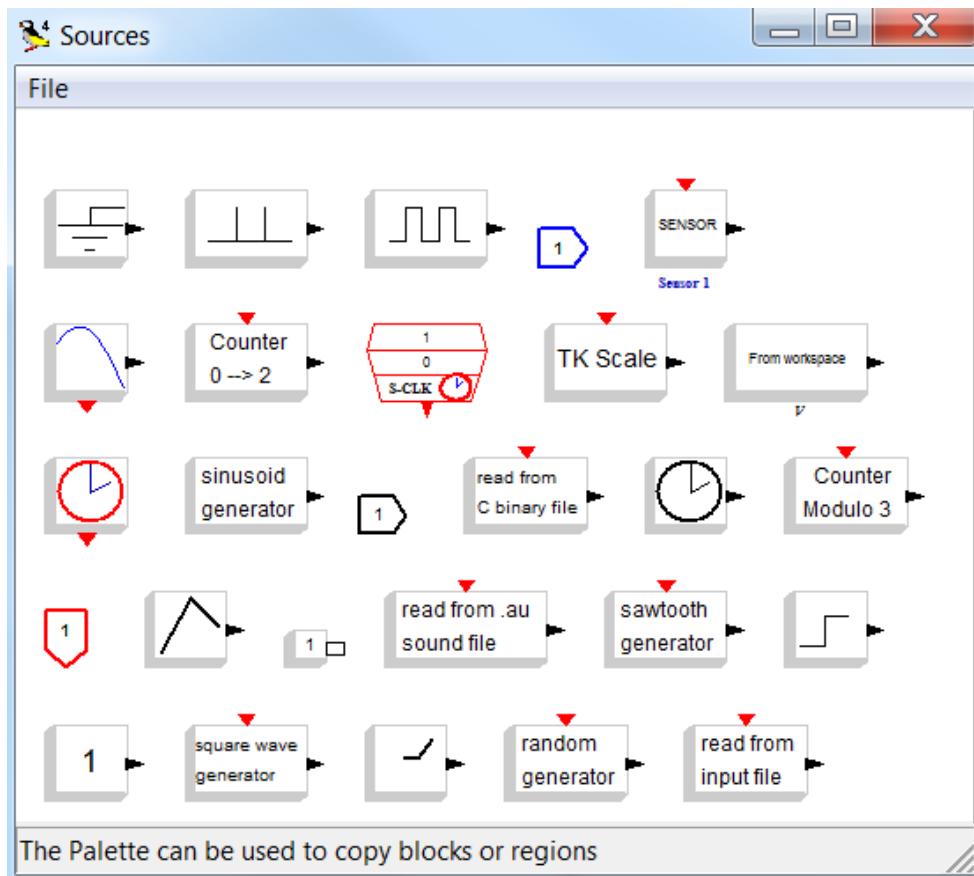 4
Sources
File
1
SENSOR
Sensor 1
Counter
0 --> 2
1
0
S-CLK
TK Scale
From workspace
V
sinusoid
generator
1
read from
C binary file
Counter
Modulo 3
1
1
read from .au
sound file
sawtooth
generator
1
square wave
generator
random
generator
read from
input file
The Palette can be used to copy blocks or regions